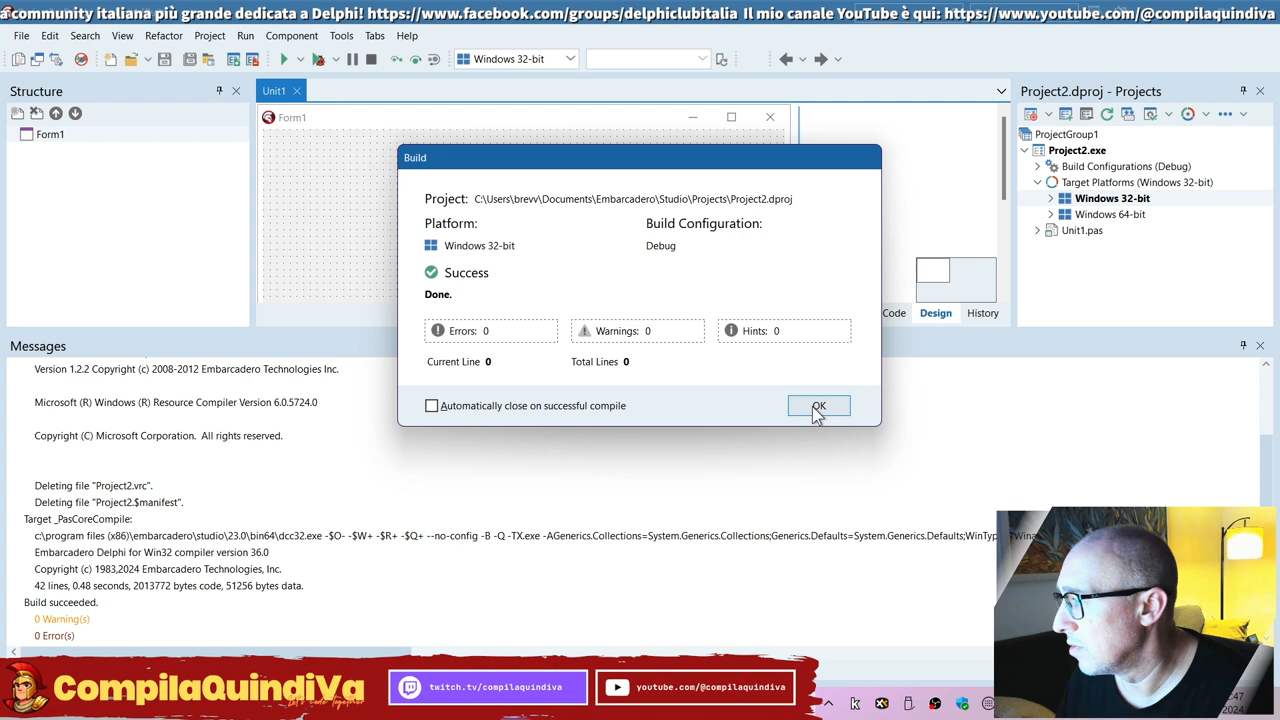 a community italiana più grande dedicata a Delphi! https://www.facebook.com/groups/delphiclubitalia Il mio canale YouTube è qui: https://www.youtube.com/@compilaquindiva
File Edit Search View Refactor Project Run Component Tools Tabs Help
Windows 32-bit
Structure
Unit1
Project2.dproj - Projects
Form1
Form1
ProjectGroup1
Project2.exe
Build Configurations (Debug)
Target Platforms (Windows 32-bit)
Windows 32-bit
Windows 64-bit
Unit1.pas
Build
Project: C:\Users\brevv\Documents\Embarcadero\Studio\Projects\Project2.dproj
Platform: Build Configuration:
Windows 32-bit Debug
Success
Done.
Errors: 0 Warnings: 0 Hints: 0
Current Line 0 Total Lines 0
Automatically close on successful compile
OK
Code Design History
Messages
Version 1.2.2 Copyright (c) 2008-2012 Embarcadero Technologies Inc.
Microsoft (R) Windows (R) Resource Compiler Version 6.0.5724.0
Copyright (C) Microsoft Corporation. All rights reserved.
Deleting file "Project2.vrc".
Deleting file "Project2.$manifest".
Target _PasCoreCompile:
c:\program files (x86)\embarcadero\studio\23.0\bin64\dcc32.exe -$O- -$W+ -$R+ -$Q+ --no-config -B -Q -TX.exe -AGenerics.Collections=System.Generics.Collections;Generics.Defaults=System.Generics.Defaults;WinTyp
Embarcadero Delphi for Win32 compiler version 36.0
Copyright (c) 1983,2024 Embarcadero Technologies, Inc.
42 lines, 0.48 seconds, 2013772 bytes code, 51256 bytes data.
Build succeeded.
0 Warning(s)
0 Error(s)
CompilaQuindiVa
Let's code Together
twitch.tv/compilaquindiva
youtube.com/@compilaquindiva
:47
2024